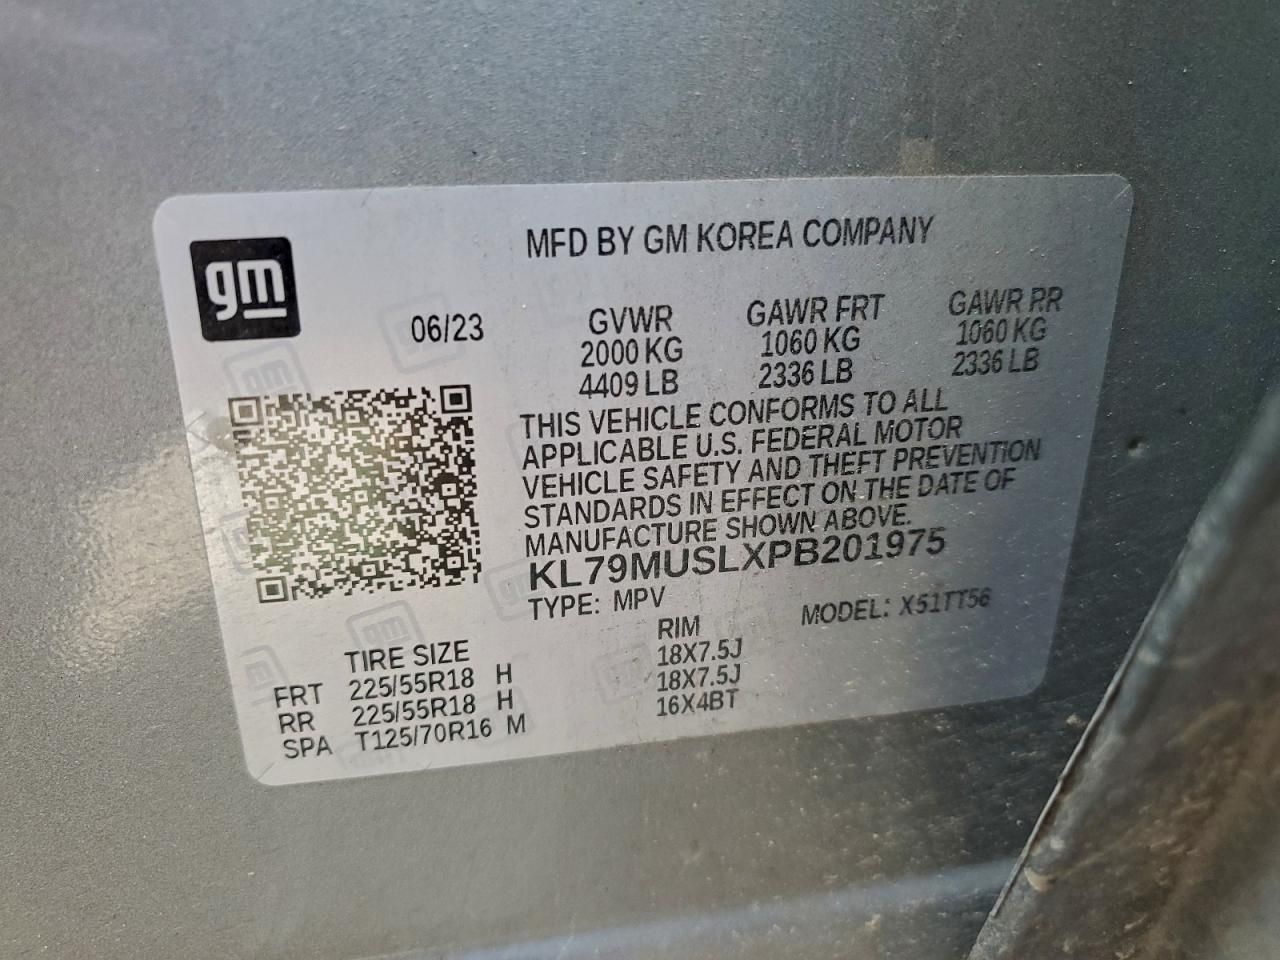 gm
MFD BY GM KOREA COMPANY
06/23
GVWR GAWR FRT GAWR RR
2000 KG 1060 KG 1060 KG
4409 LB 2336 LB 2336 LB
THIS VEHICLE CONFORMS TO ALL
APPLICABLE U.S. FEDERAL MOTOR
VEHICLE SAFETY AND THEFT PREVENTION
STANDARDS IN EFFECT ON THE DATE OF
MANUFACTURE SHOWN ABOVE.
KL79MUSLXPB201975
TYPE: MPV MODEL: X51TT56
TIRE SIZE RIM
FRT 225/55R18 H 18X7.5J
RR 225/55R18 H 18X7.5J
SPA T125/70R16 M 16X4BT